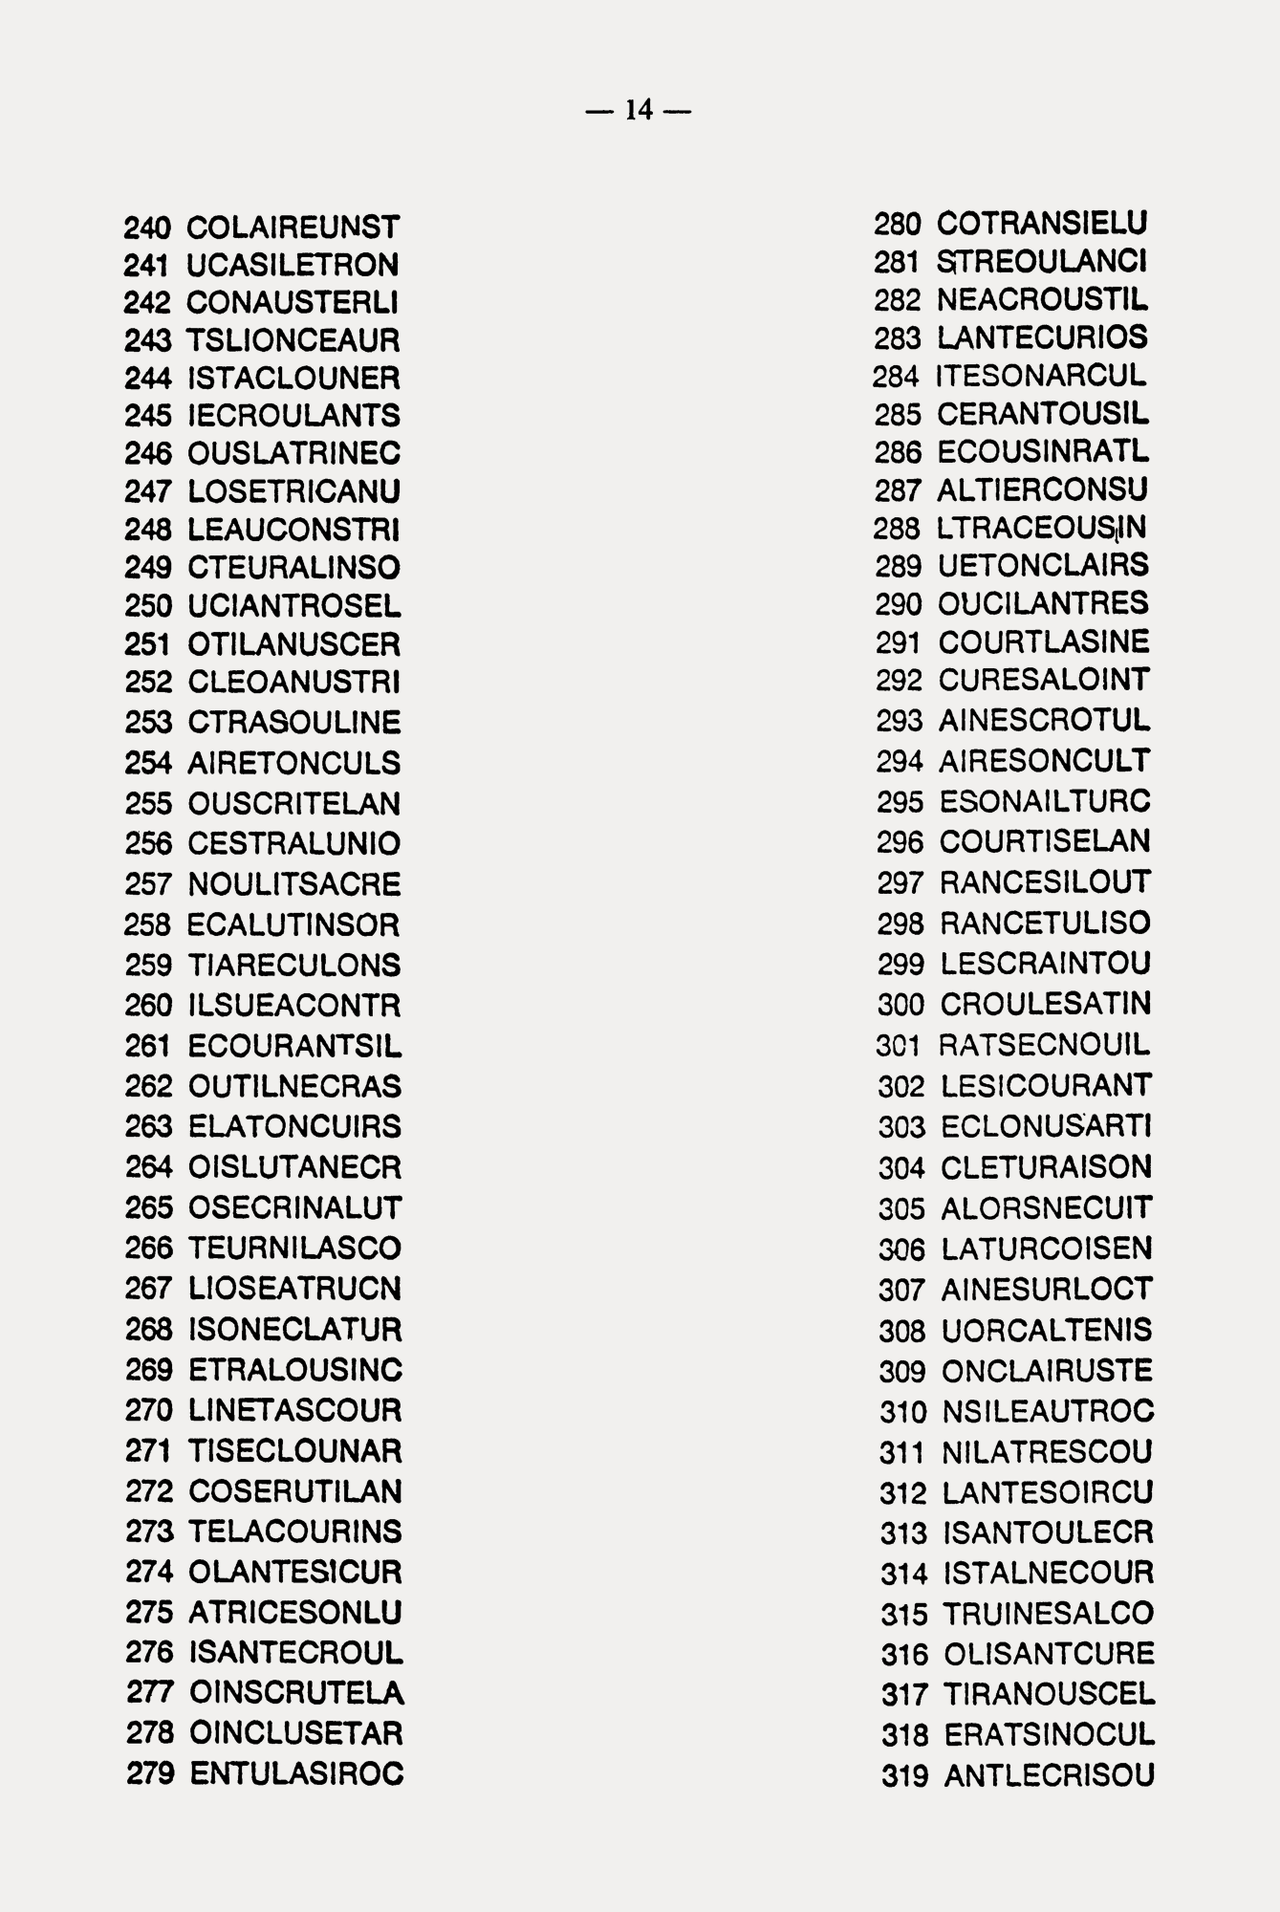 — 14 —
240 COLAIREUNST
241 UCASILETRON
242 CONAUSTERLI
243 TSLIONCEAUR
244 ISTACLOUNER
245 IECROULANTS
246 OUSLATRINEC
247 LOSETRICANU
248 LEAUCONSTRI
249 CTEURALINSO
250 UCIANTROSEL
251 OTILANUSCER
252 CLEOANUSTRI
253 CTRASOULINE
254 AIRETONCULS
255 OUSCRITELAN
256 CESTRALUNIO
257 NOULITSACRE
258 ECALUTINSOR
259 TIARECULONS
260 ILSUEACONTR
261 ECOURANTSIL
262 OUTILNECRAS
263 ELATONCUIRS
264 OISLUTANECR
265 OSECRINALUT
266 TEURNILASCO
267 LIOSEATRUCN
268 ISONECLATUR
269 ETRALOUSINC
270 LINETASCOUR
271 TISECLOUNAR
272 COSERUTILAN
273 TELACOURINS
274 OLANTESICUR
275 ATRICESONLU
276 ISANTECROUL
277 OINSCRUTELA
278 OINCLUSETAR
279 ENTULASIROC
280 COTRANSIELU
281 STREOULANCI
282 NEACROUSTIL
283 LANTECURIOS
284 ITESONARCUL
285 CERANTOUSIL
286 ECOUSINRATL
287 ALTIERCONSU
288 LTRACEOUSIN
289 UETONCLAIRS
290 OUCILANTRES
291 COURTLASINE
292 CURESALOINT
293 AINESCROTUL
294 AIRESONCULT
295 ESONAILTURC
296 COURTISELAN
297 RANCESILOUT
298 RANCETULISO
299 LESCRAINTOU
300 CROULESATIN
301 RATSECNOUIL
302 LESICOURANT
303 ECLONUSARTI
304 CLETURAISON
305 ALORSNECUIT
306 LATURCOISEN
307 AINESURLOCT
308 UORCALTENIS
309 ONCLAIRUSTE
310 NSILEAUTROC
311 NILATRESCOU
312 LANTESOIRCU
313 ISANTOULECR
314 ISTALNECOUR
315 TRUINESALCO
316 OLISANTCURE
317 TIRANOUSCEL
318 ERATSINOCUL
319 ANTLECRISOU